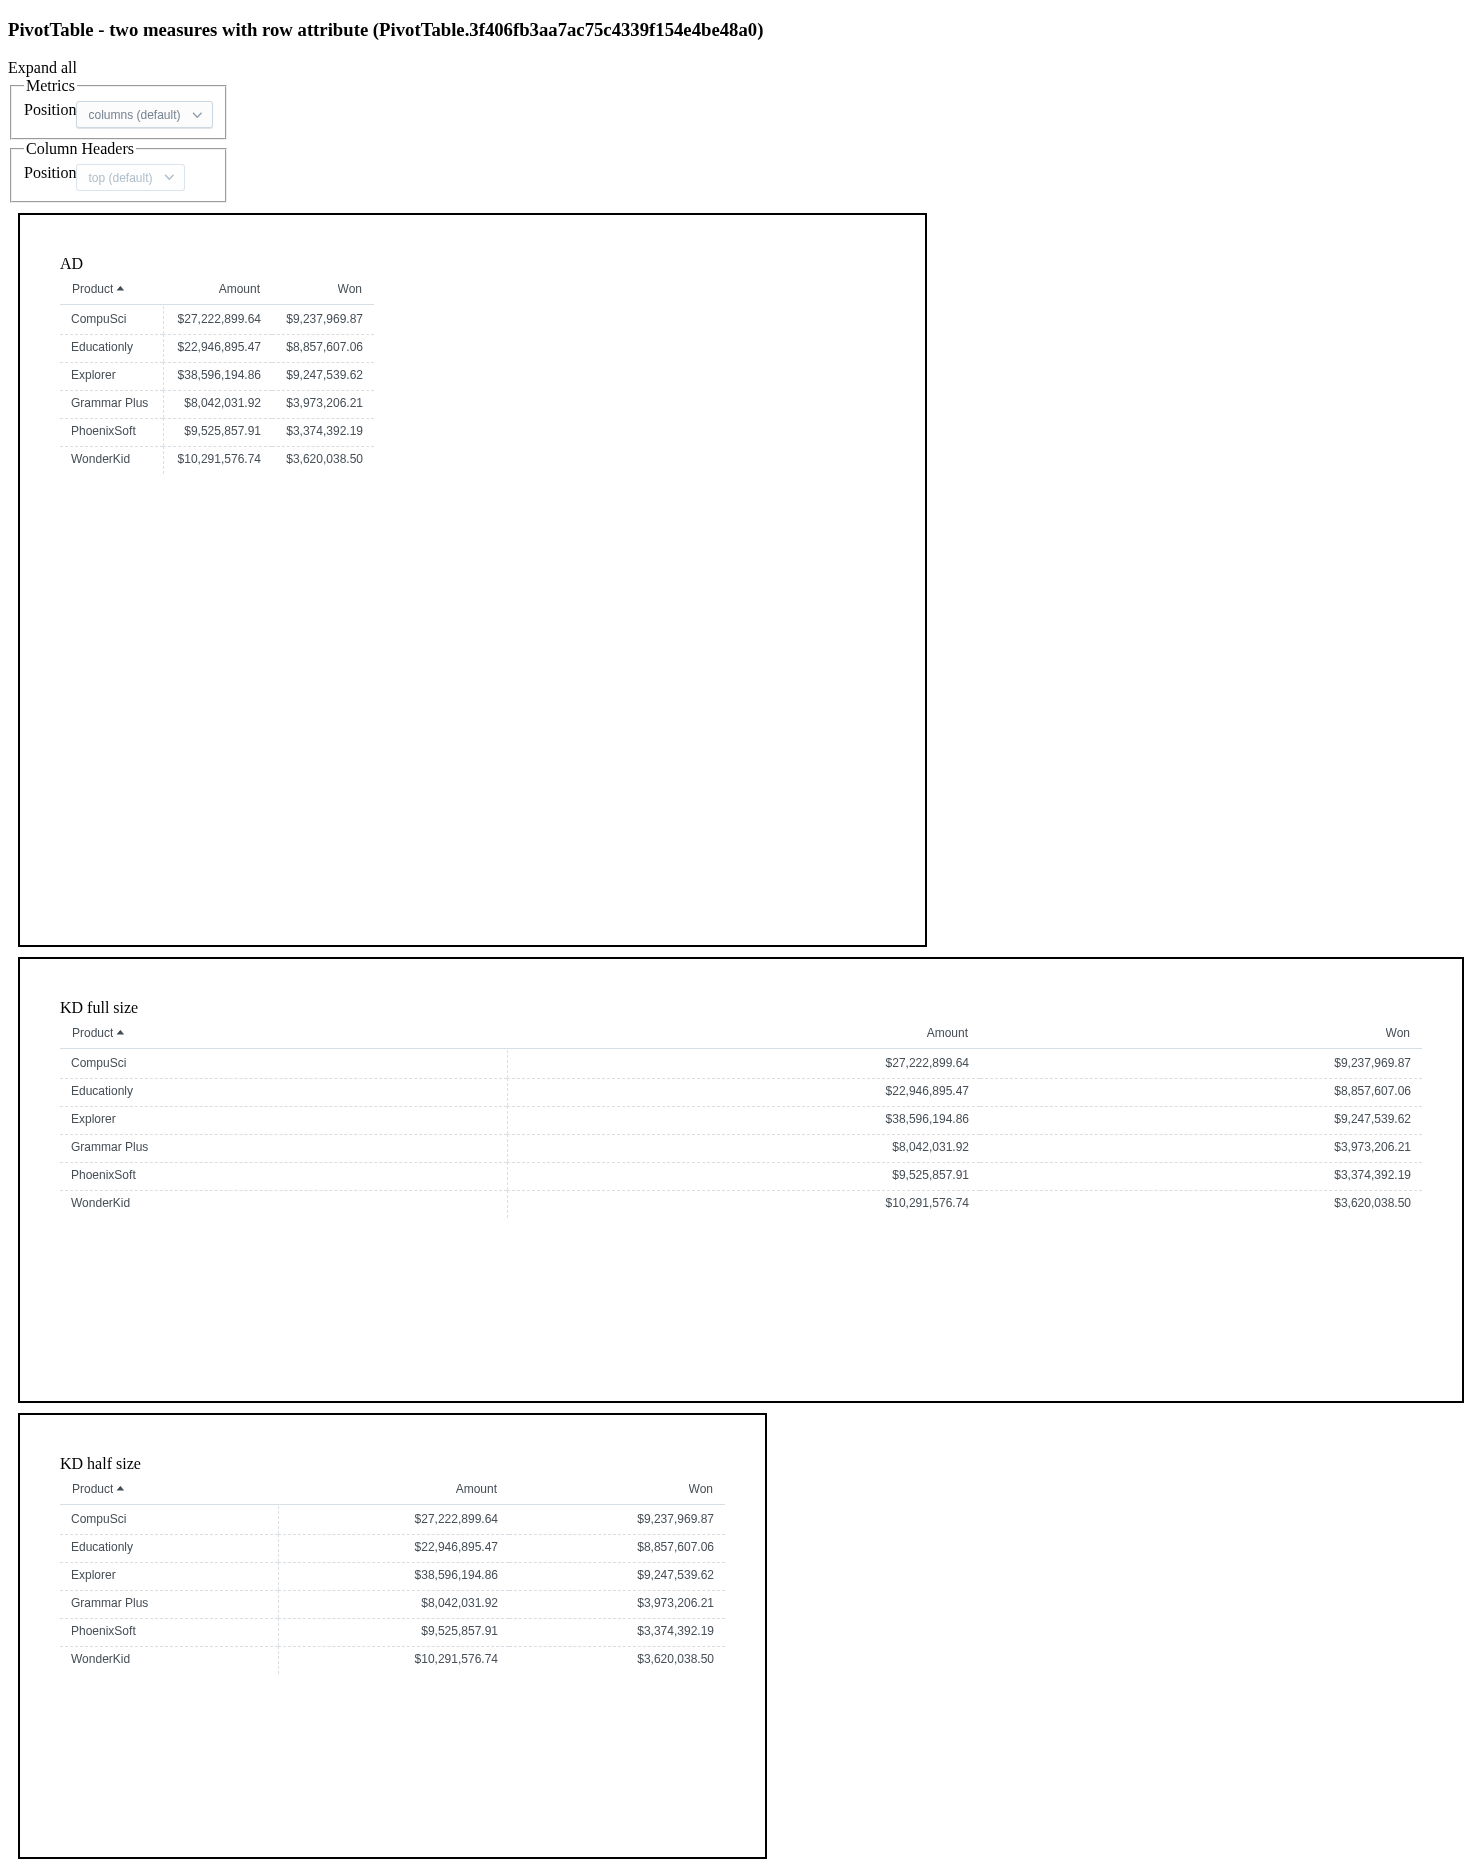 PivotTable - two measures with row attribute (PivotTable.3f406fb3aa7ac75c4339f154e4be48a0)
Expand all
Metrics
Position columns (default)
Column Headers
Position top (default)
AD
Product Amount Won
CompuSci $27,222,899.64 $9,237,969.87
Educationly $22,946,895.47 $8,857,607.06
Explorer $38,596,194.86 $9,247,539.62
Grammar Plus $8,042,031.92 $3,973,206.21
PhoenixSoft $9,525,857.91 $3,374,392.19
WonderKid $10,291,576.74 $3,620,038.50
KD full size
Product Amount Won
CompuSci $27,222,899.64 $9,237,969.87
Educationly $22,946,895.47 $8,857,607.06
Explorer $38,596,194.86 $9,247,539.62
Grammar Plus $8,042,031.92 $3,973,206.21
PhoenixSoft $9,525,857.91 $3,374,392.19
WonderKid $10,291,576.74 $3,620,038.50
KD half size
Product Amount Won
CompuSci $27,222,899.64 $9,237,969.87
Educationly $22,946,895.47 $8,857,607.06
Explorer $38,596,194.86 $9,247,539.62
Grammar Plus $8,042,031.92 $3,973,206.21
PhoenixSoft $9,525,857.91 $3,374,392.19
WonderKid $10,291,576.74 $3,620,038.50